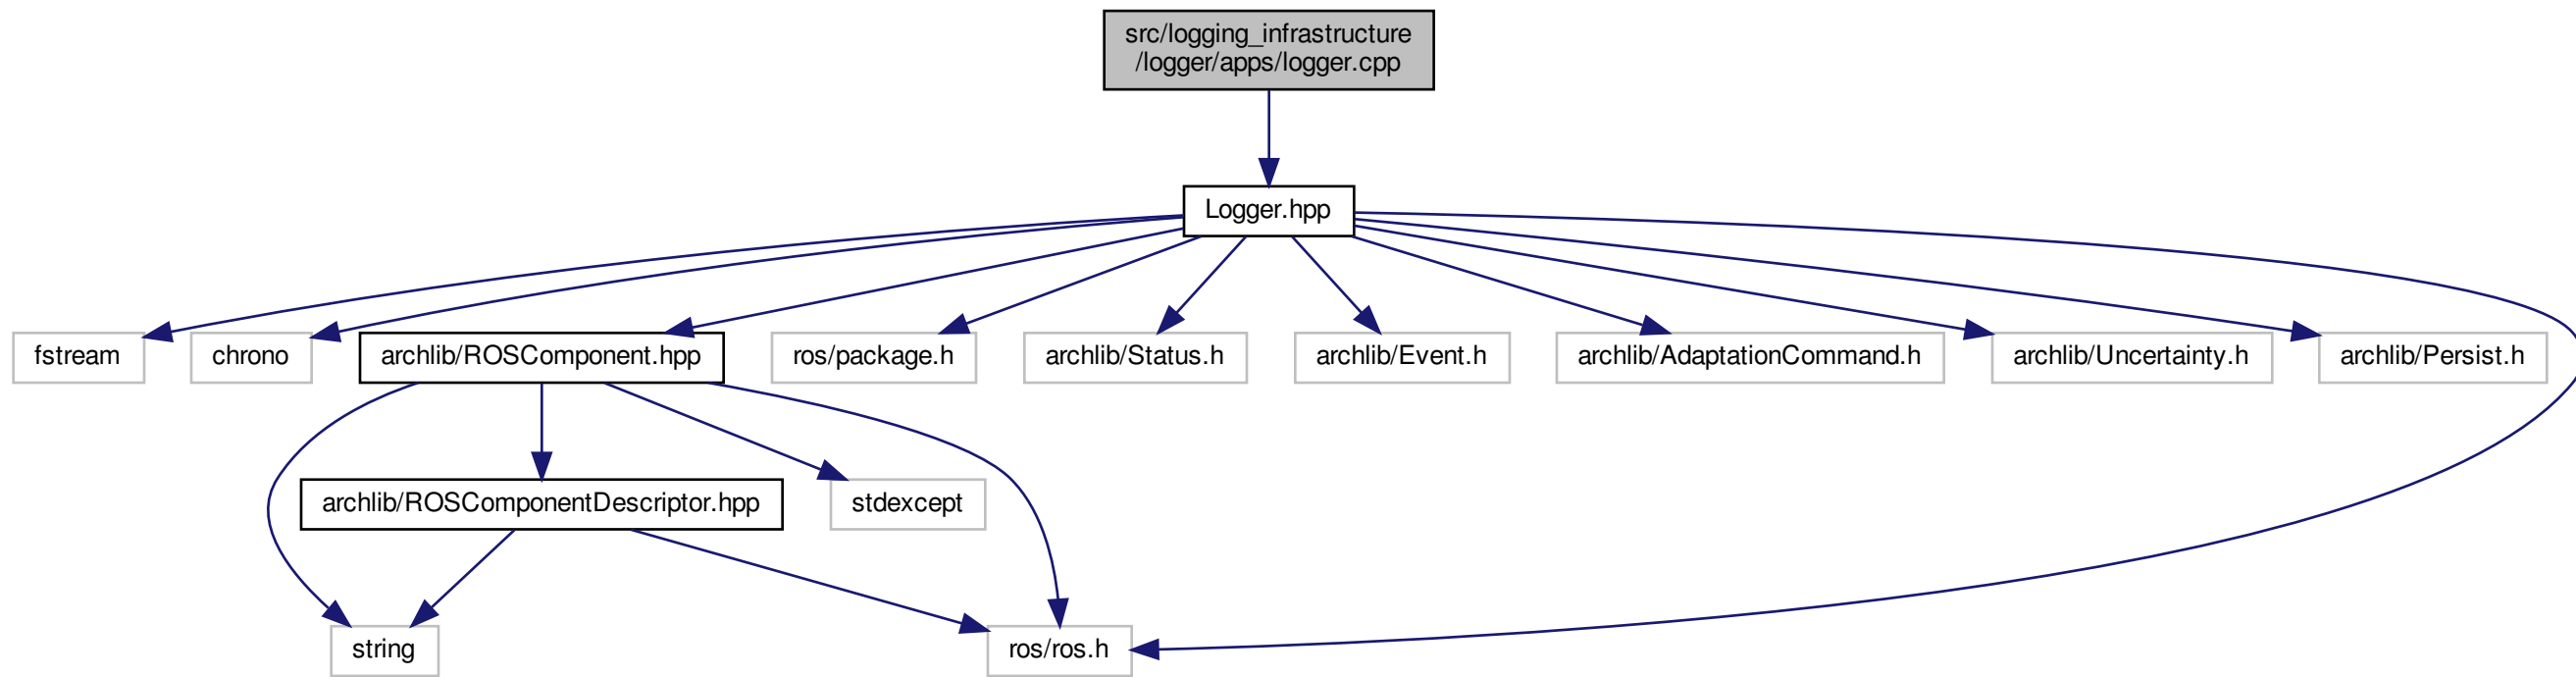 src/logging_infrastructure
/logger/apps/logger.cpp
Logger.hpp
fstream
chrono
archlib/ROSComponent.hpp
ros/package.h
archlib/Status.h
archlib/Event.h
archlib/AdaptationCommand.h
archlib/Uncertainty.h
archlib/Persist.h
archlib/ROSComponentDescriptor.hpp
stdexcept
string
ros/ros.h